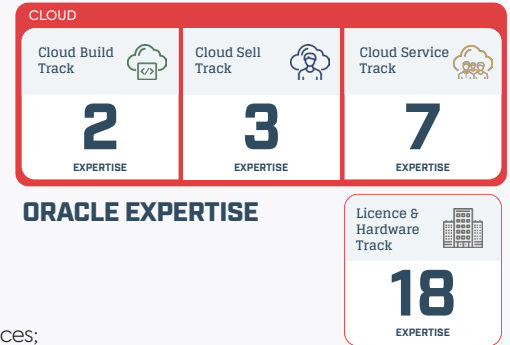 CLOUD
Cloud Build
Track
2
EXPERTISE
Cloud Sell
Track
3
EXPERTISE
Cloud Service
Track
7
EXPERTISE
ORACLE EXPERTISE
Licence &
Hardware
Track
18
EXPERTISE
ces;